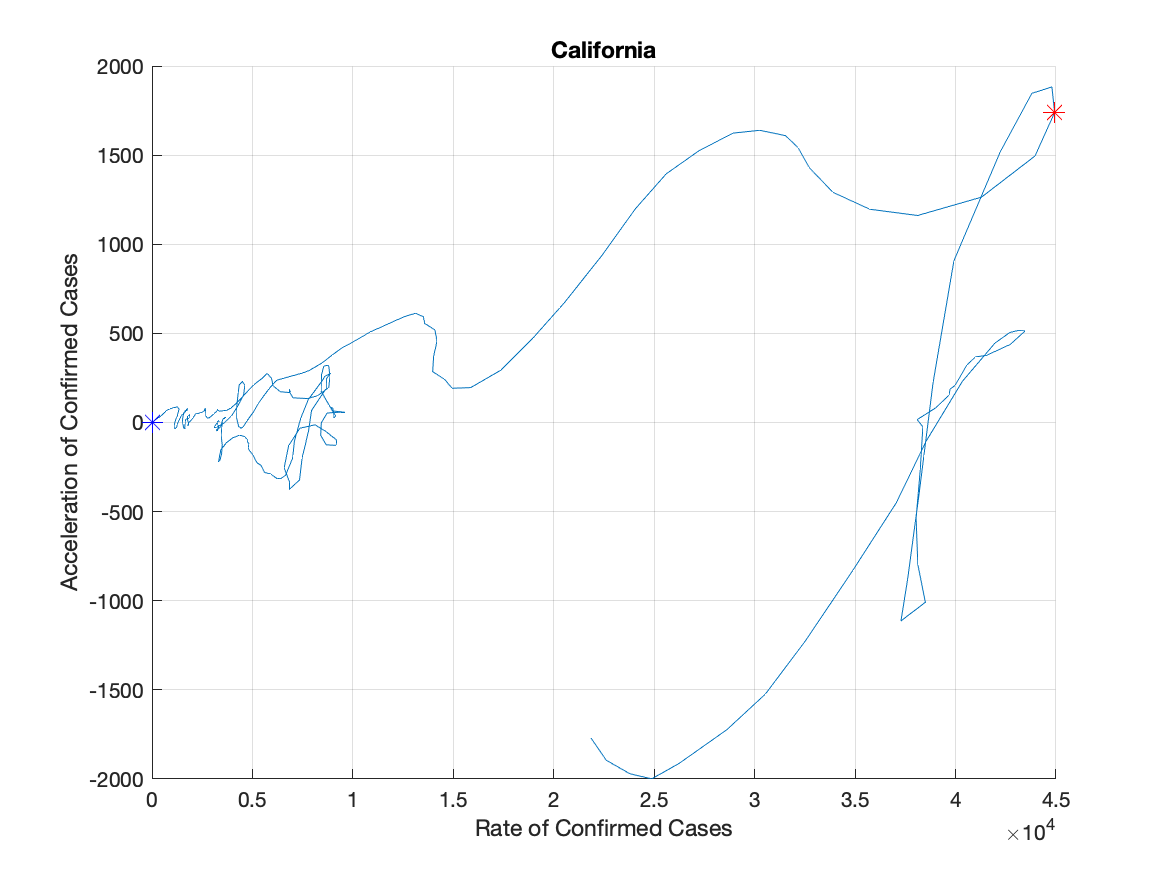 California
2000
1500
1000
500
0
-500
-1000
-1500
-2000
Acceleration of Confirmed Cases
0 0.5 1 1.5 2 2.5 3 3.5 4 4.5
×10⁴
Rate of Confirmed Cases